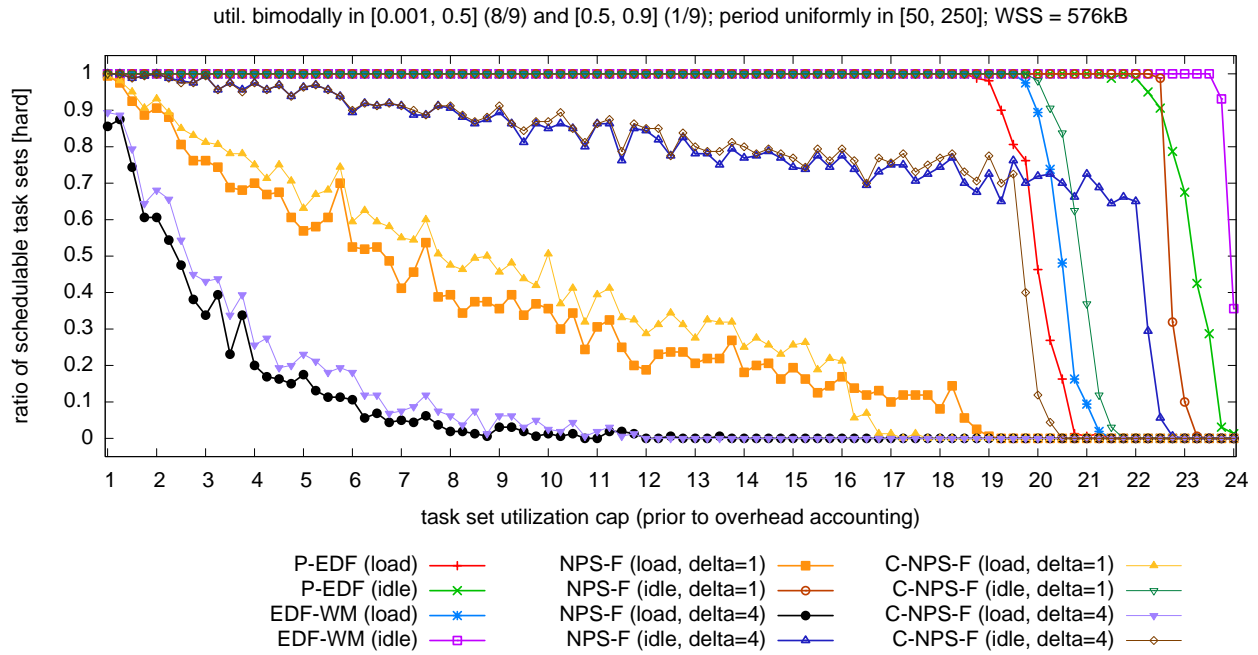 util. bimodally in [0.001, 0.5] (8/9) and [0.5, 0.9] (1/9); period uniformly in [50, 250]; WSS = 576kB
ratio of schedulable task sets [hard]
1
0.9
0.8
0.7
0.6
0.5
0.4
0.3
0.2
0.1
0
1 2 3 4 5 6 7 8 9 10 11 12 13 14 15 16 17 18 19 20 21 22 23 24
task set utilization cap (prior to overhead accounting)
P-EDF (load) NPS-F (load, delta=1) C-NPS-F (load, delta=1)
P-EDF (idle) NPS-F (idle, delta=1) C-NPS-F (idle, delta=1)
EDF-WM (load) NPS-F (load, delta=4) C-NPS-F (load, delta=4)
EDF-WM (idle) NPS-F (idle, delta=4) C-NPS-F (idle, delta=4)